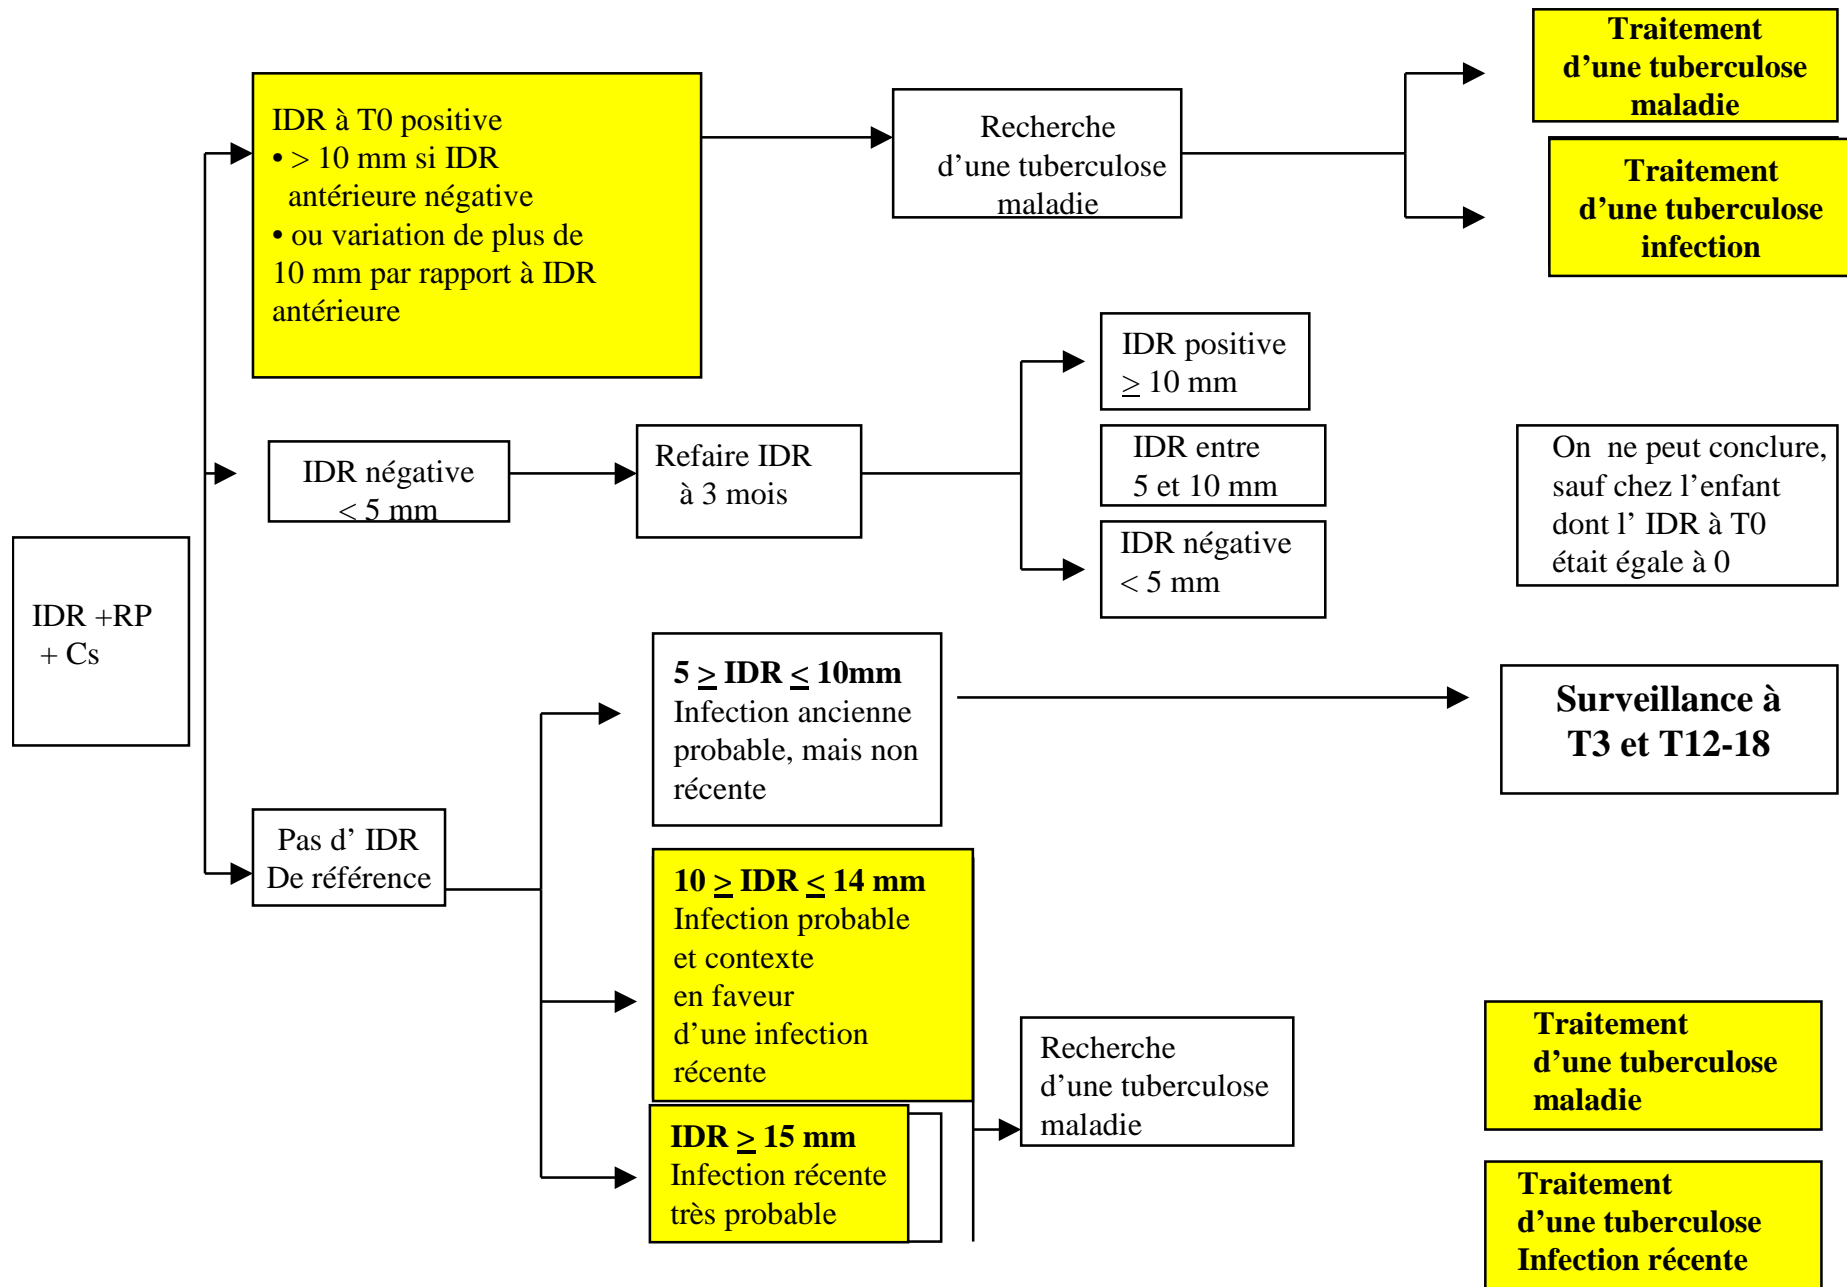 Traitement
d’une tuberculose
maladie
IDR à T0 positive
• > 10 mm si IDR
antérieure négative
• ou variation de plus de
10 mm par rapport à IDR
antérieure
Recherche
d’une tuberculose
maladie
Traitement
d’une tuberculose
infection
IDR positive
≥ 10 mm
IDR négative
< 5 mm
Refaire IDR
à 3 mois
IDR entre
5 et 10 mm
On ne peut conclure,
sauf chez l’enfant
dont l’ IDR à T0
était égale à 0
IDR négative
< 5 mm
IDR +RP
+ Cs
5 ≥ IDR ≤ 10mm
Infection ancienne
probable, mais non
récente
Surveillance à
T3 et T12-18
Pas d’ IDR
De référence
10 ≥ IDR ≤ 14 mm
Infection probable
et contexte
en faveur
d’une infection
récente
Recherche
d’une tuberculose
maladie
Traitement
d’une tuberculose
maladie
IDR ≥ 15 mm
Infection récente
très probable
Traitement
d’une tuberculose
Infection récente